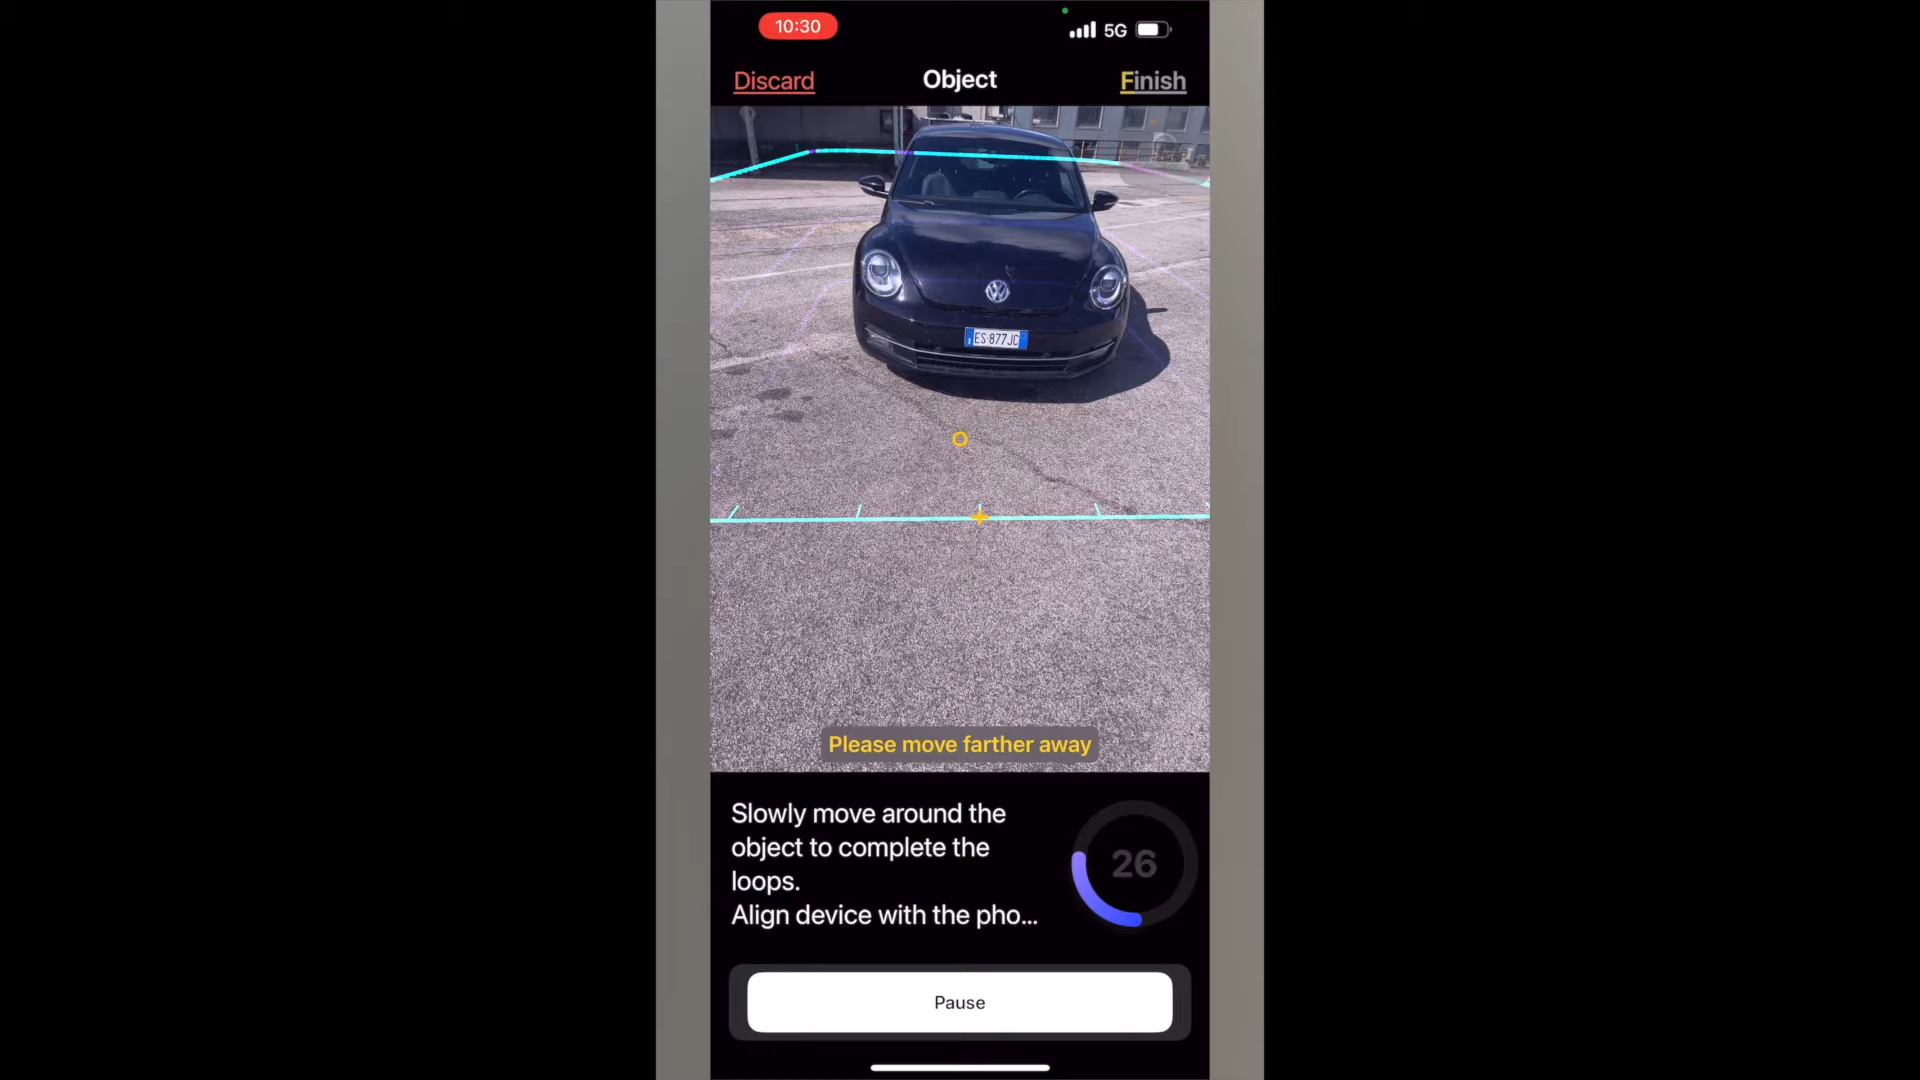 10:30
5G
Discard
Object
Finish
ES 877JC
Please move farther away
Slowly move around the
object to complete the
loops.
Align device with the pho...
26
Pause